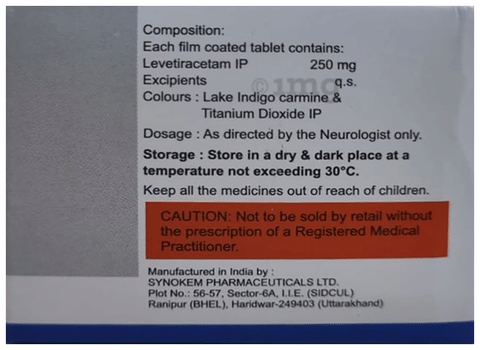 Composition:
Each film coated tablet contains:
Levetiracetam IP 250 mg
Excipients q.s.
Colours : Lake Indigo carmine &
Titanium Dioxide IP
Dosage : As directed by the Neurologist only.
Storage : Store in a dry & dark place at a
temperature not exceeding 30°C.
Keep all the medicines out of reach of children.
CAUTION: Not to be sold by retail without
the prescription of a Registered Medical
Practitioner.
Manufactured in India by :
SYNOKEM PHARMACEUTICALS LTD.
Plot No.: 56-57, Sector-6A, I.I.E. (SIDCUL)
Ranipur (BHEL), Haridwar-249403 (Uttarakhand)
©1mg